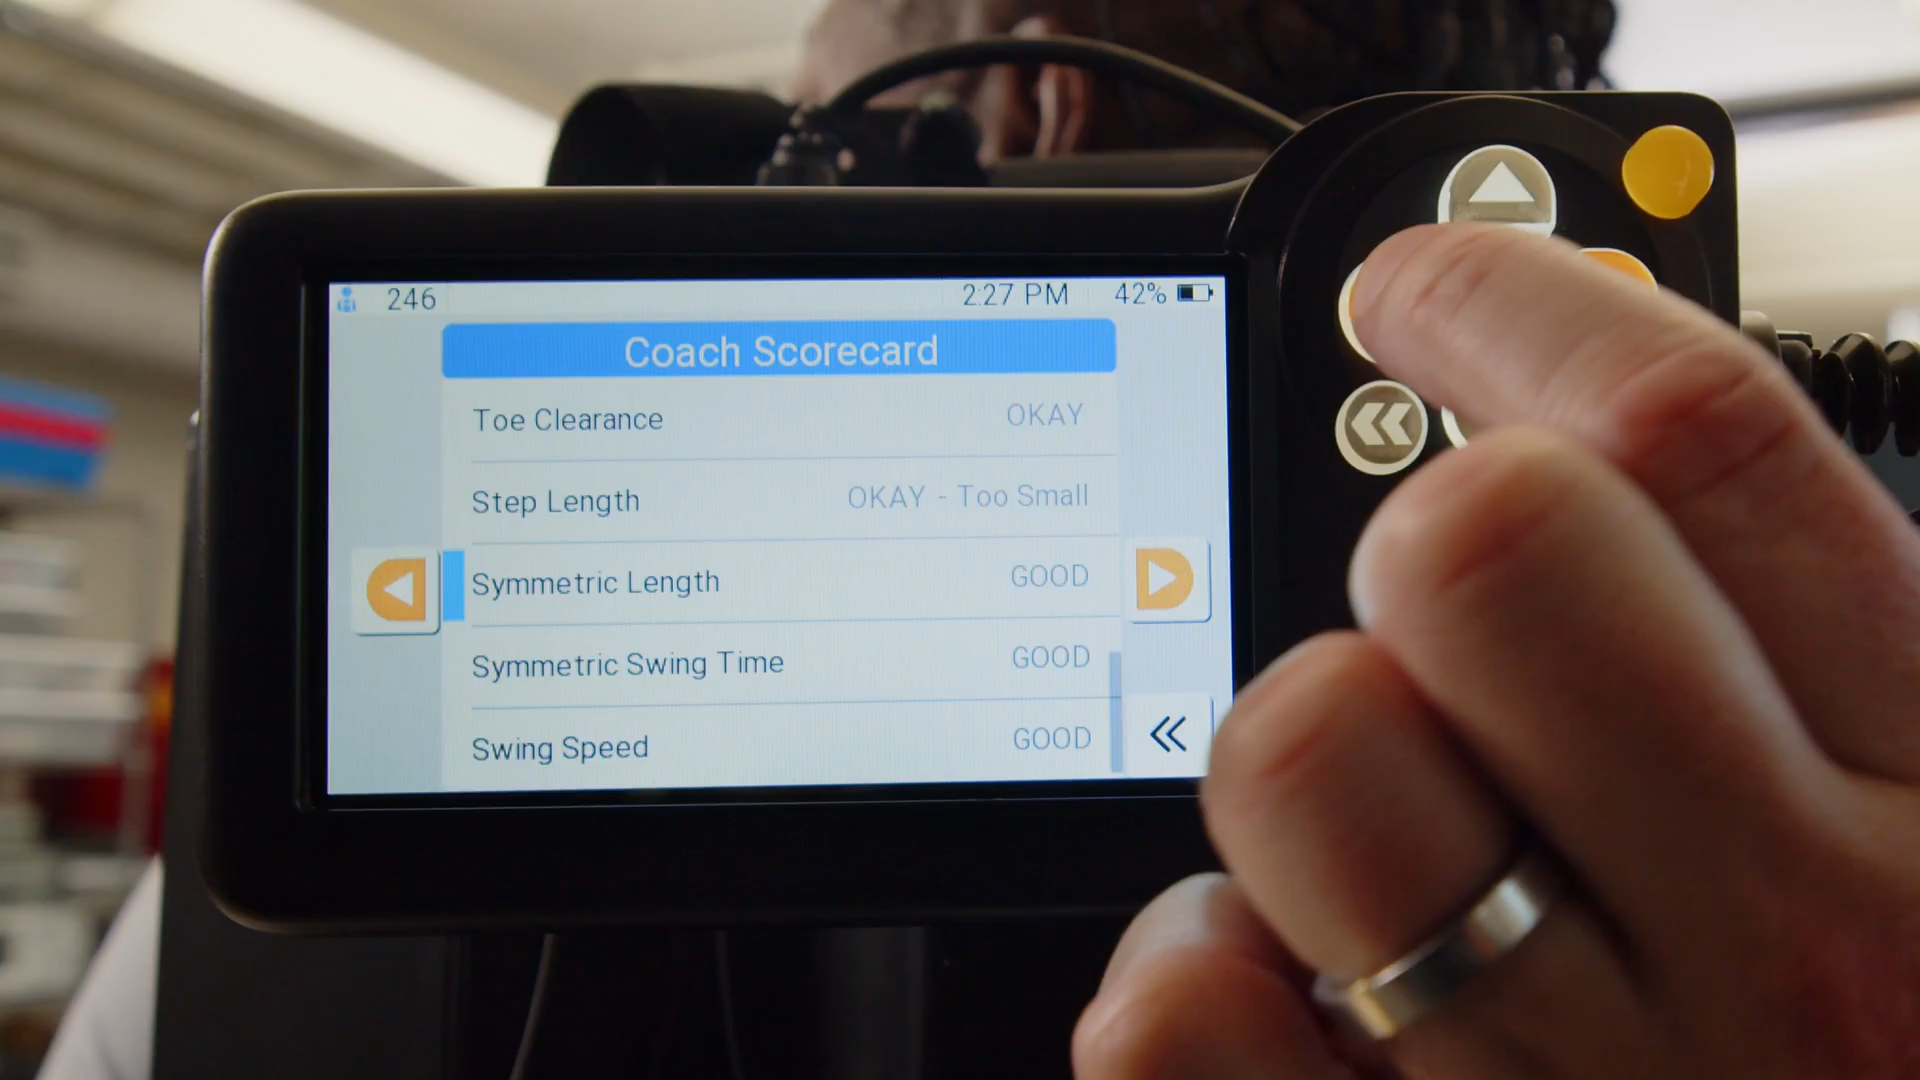 246
2:27 PM 42%
Coach Scorecard
Toe Clearance OKAY
Step Length OKAY - Too Small
Symmetric Length GOOD
Symmetric Swing Time GOOD
Swing Speed GOOD